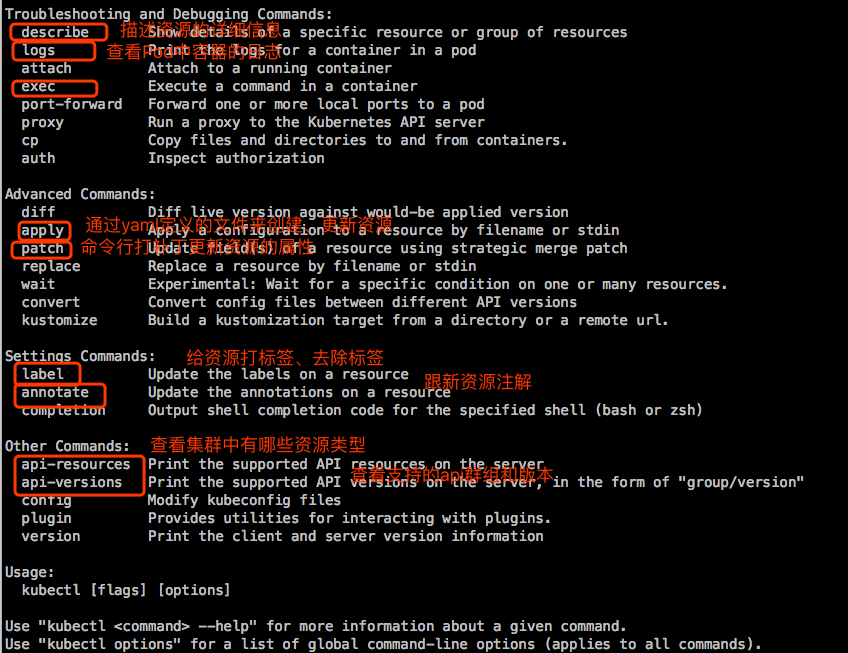 Troubleshooting and Debugging Commands:
describe 描述资源的详细信息 Show details of a specific resource or group of resources
logs 查看Pod中容器的日志 Print the logs for a container in a pod
attach Attach to a running container
exec Execute a command in a container
port-forward Forward one or more local ports to a pod
proxy Run a proxy to the Kubernetes API server
cp Copy files and directories to and from containers.
auth Inspect authorization
Advanced Commands:
diff Diff live version against would-be applied version
通过yaml定义的文件来创建、更新资源
apply Apply a configuration to a resource by filename or stdin
patch 命令行打补丁更新资源的属性 Update field(s) of a resource using strategic merge patch
replace Replace a resource by filename or stdin
wait Experimental: Wait for a specific condition on one or many resources.
convert Convert config files between different API versions
kustomize Build a kustomization target from a directory or a remote url.
Settings Commands: 给资源打标签、去除标签
label Update the labels on a resource
跟新资源注解
annotate Update the annotations on a resource
completion Output shell completion code for the specified shell (bash or zsh)
Other Commands: 查看集群中有哪些资源类型
api-resources Print the supported API resources on the server
查看支持的api群组和版本
api-versions Print the supported API versions on the server, in the form of "group/version"
config Modify kubeconfig files
plugin Provides utilities for interacting with plugins.
version Print the client and server version information
Usage:
kubectl [flags] [options]
Use "kubectl <command> --help" for more information about a given command.
Use "kubectl options" for a list of global command-line options (applies to all commands).